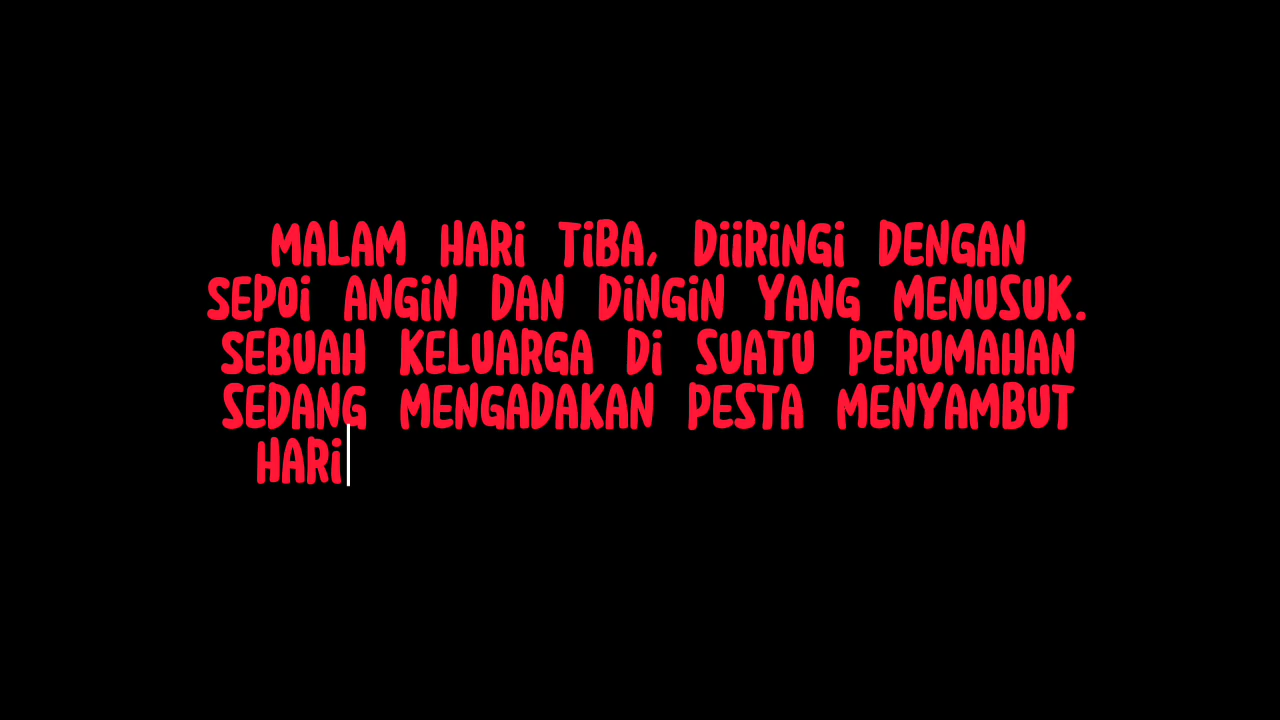 MALAM HARI TIBA, DIIRINGI DENGAN
SEPOI ANGIN DAN DINGIN YANG MENUSUK.
SEBUAH KELUARGA DI SUATU PERUMAHAN
SEDANG MENGADAKAN PESTA MENYAMBUT
HARI